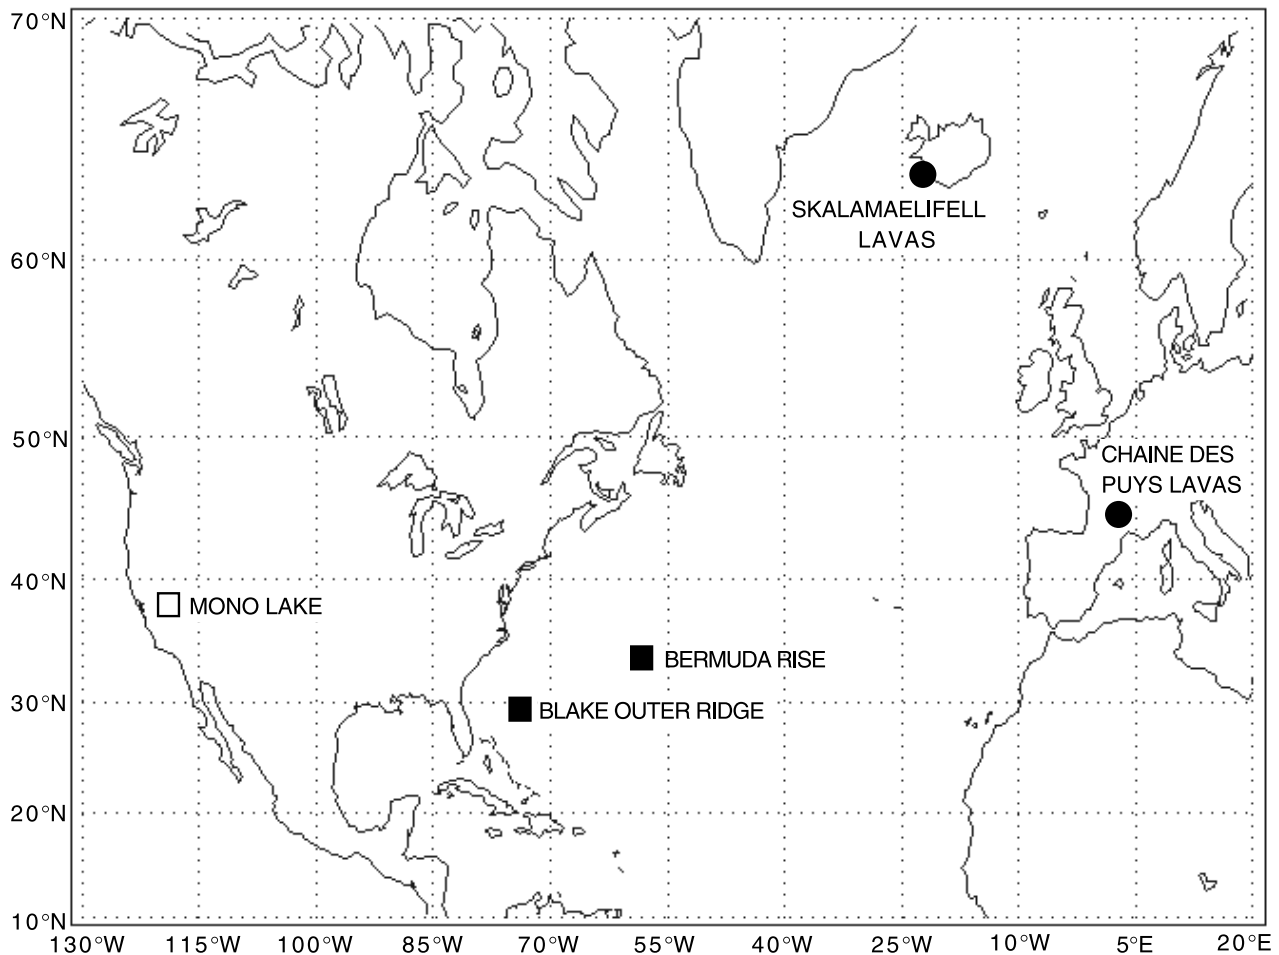 70°N
60°N
50°N
40°N
30°N
20°N
10°N
SKALAMAELIFELL
LAVAS
CHAINE DES
PUYS LAVAS
MONO LAKE
BERMUDA RISE
BLAKE OUTER RIDGE
130°W 115°W 100°W 85°W 70°W 55°W 40°W 25°W 10°W 5°E 20°E